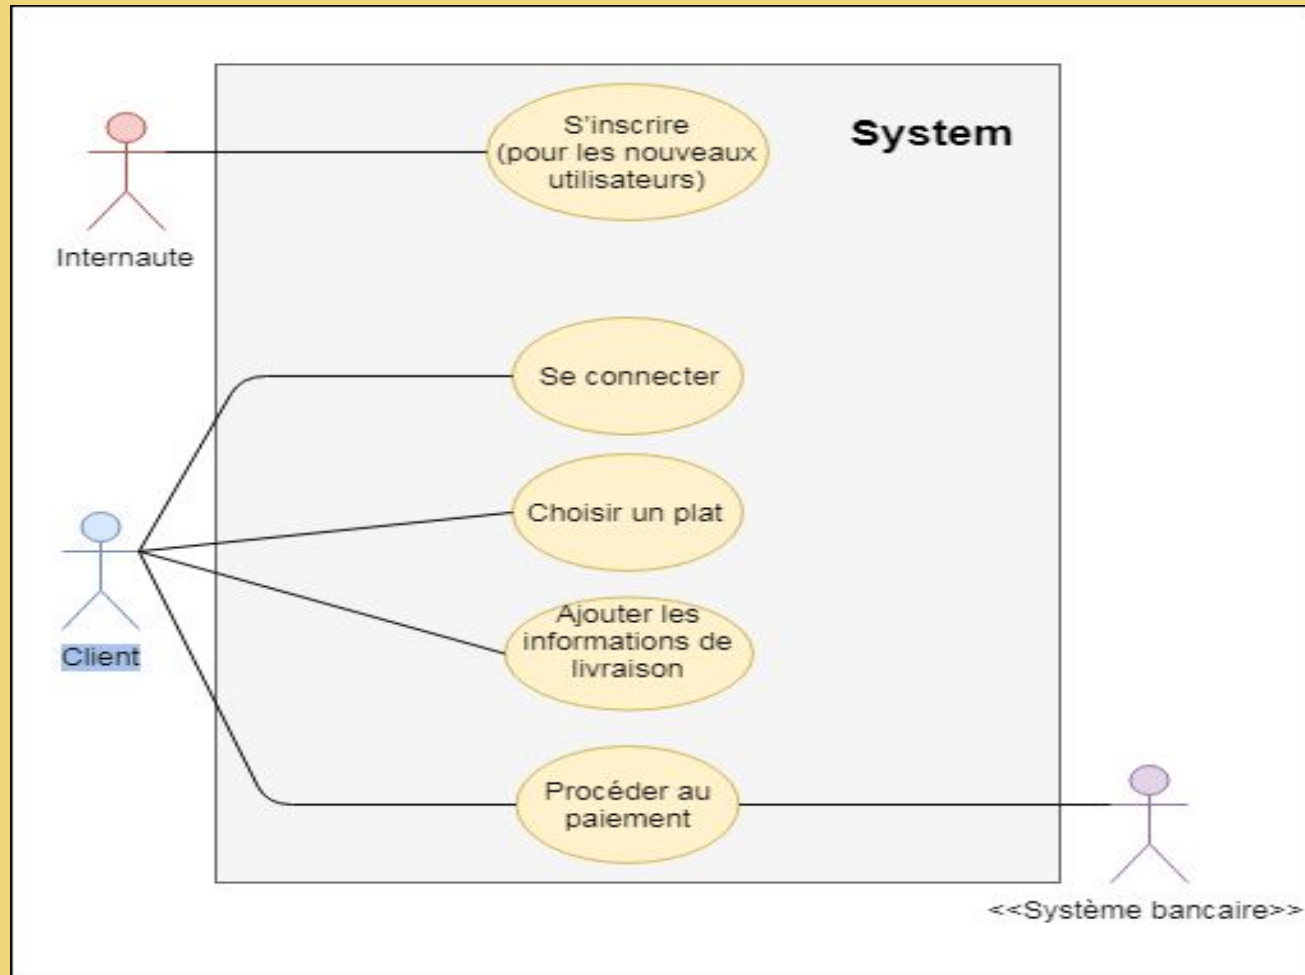 S'inscrire
(pour les nouveaux
utilisateurs)
System
Internaute
Se connecter
Choisir un plat
Ajouter les
informations de
livraison
Client
Procéder au
paiement
<<Système bancaire>>